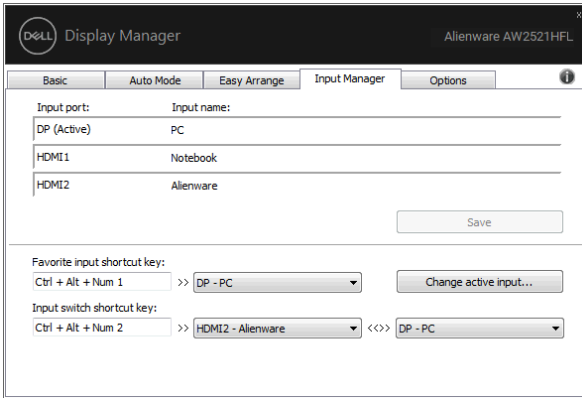 DELL Display Manager Alienware AW2521HFL
x
Basic Auto Mode Easy Arrange Input Manager Options i
Input port: Input name:
DP (Active) PC
HDMI1 Notebook
HDMI2 Alienware
Save
Favorite input shortcut key:
Ctrl + Alt + Num 1 >> DP - PC Change active input...
Input switch shortcut key:
Ctrl + Alt + Num 2 >> HDMI2 - Alienware <<>> DP - PC